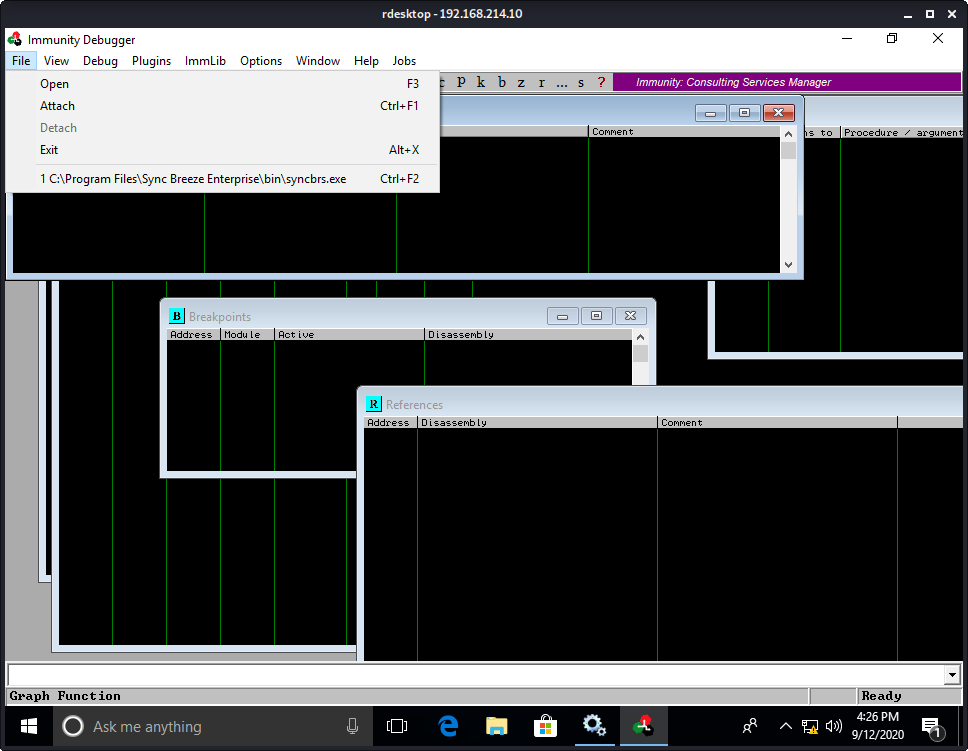 rdesktop - 192.168.214.10
Immunity Debugger
File View Debug Plugins ImmLib Options Window Help Jobs
Open F3
c P k b z r ... s ? Immunity: Consulting Services Manager
Attach Ctrl+F1
Detach
Comment
ns to Procedure / argument
Exit Alt+X
1 C:\Program Files\Sync Breeze Enterprise\bin\syncbrs.exe Ctrl+F2
B Breakpoints
Address Module Active Disassembly
R References
Address Disassembly Comment
Graph Function Ready
Ask me anything
4:26 PM
9/12/2020
1